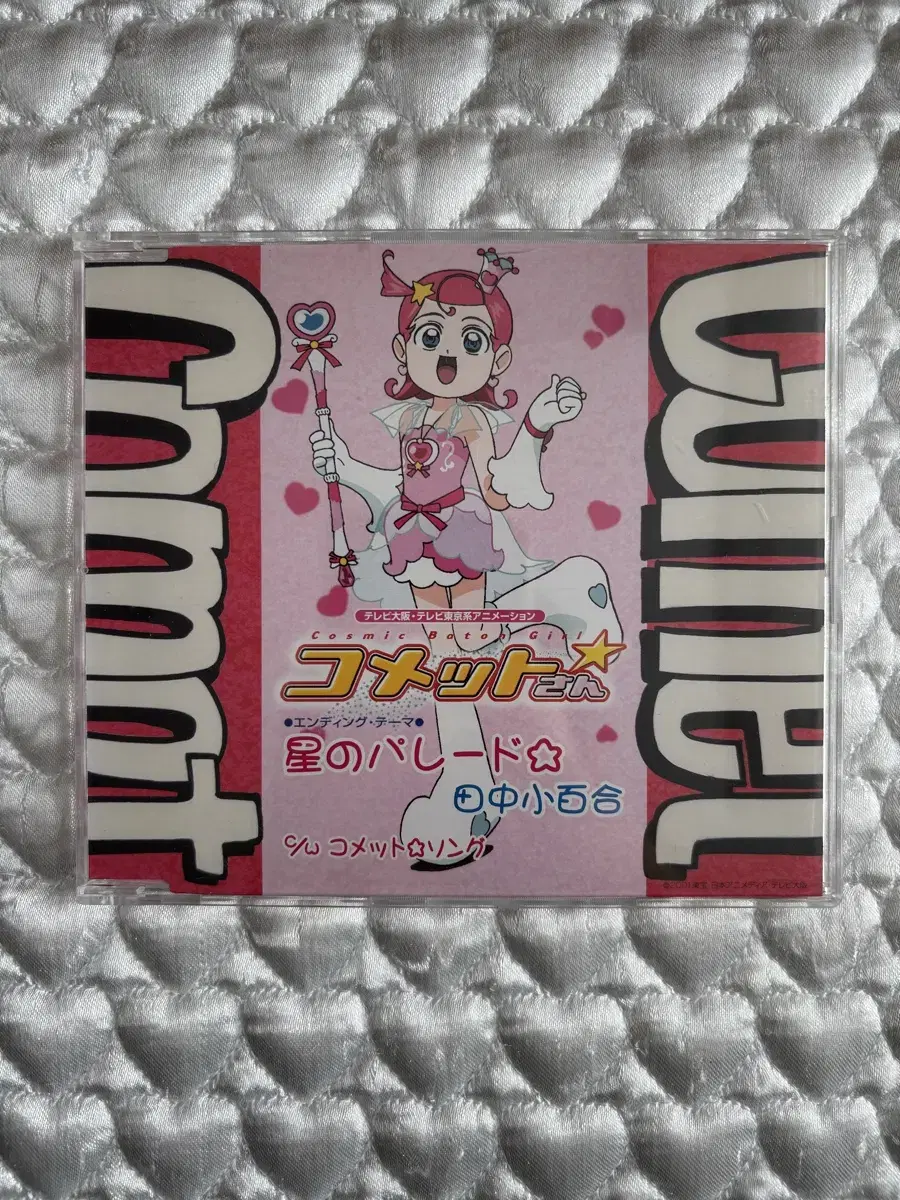 Comet
Comet
テレビ大阪・テレビ東京系アニメーション
Cosmic Baton Girl
コメットさん☆
●エンディング・テーマ●
星のパレード☆
田中小百合
c/w コメット☆ソング